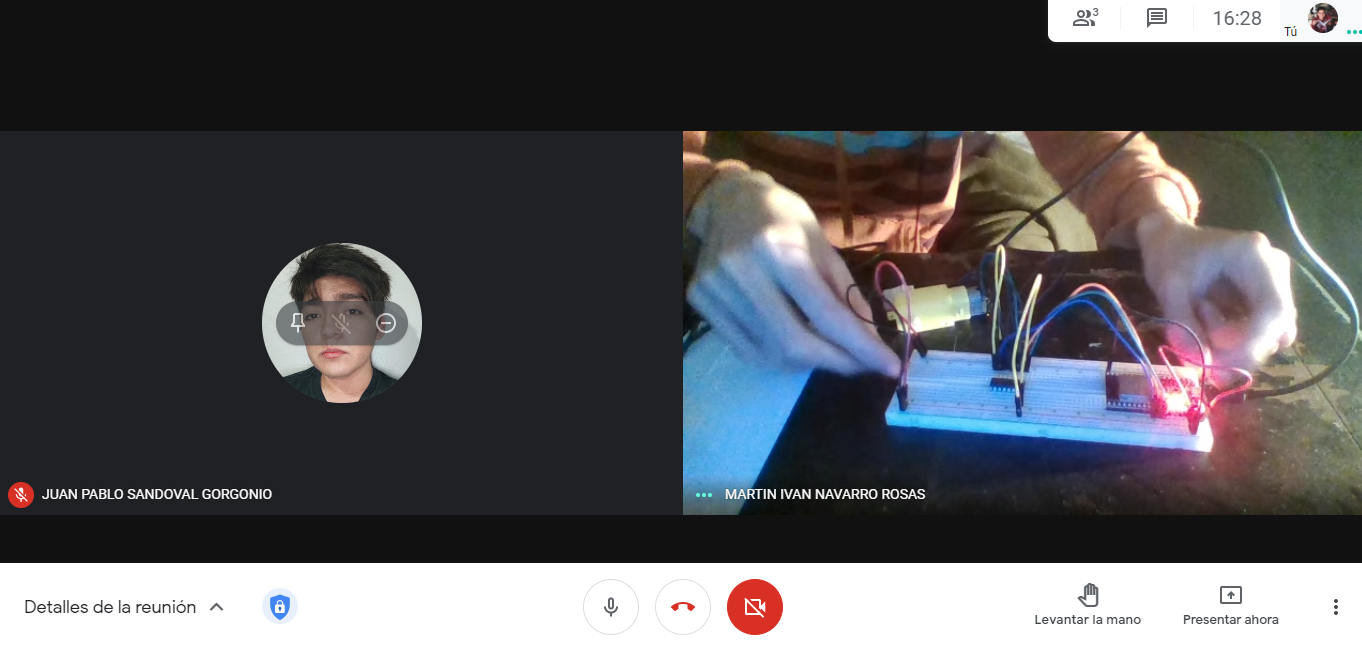 3
16:28
Tú
JUAN PABLO SANDOVAL GORGONIO
MARTIN IVAN NAVARRO ROSAS
Detalles de la reunión
Levantar la mano
Presentar ahora